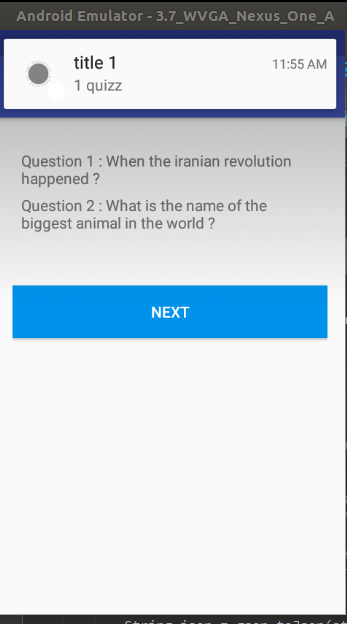 Android Emulator - 3.7_WVGA_Nexus_One_A
title 1
11:55 AM
1 quizz
Question 1 : When the iranian revolution
happened ?
Question 2 : What is the name of the
biggest animal in the world ?
NEXT